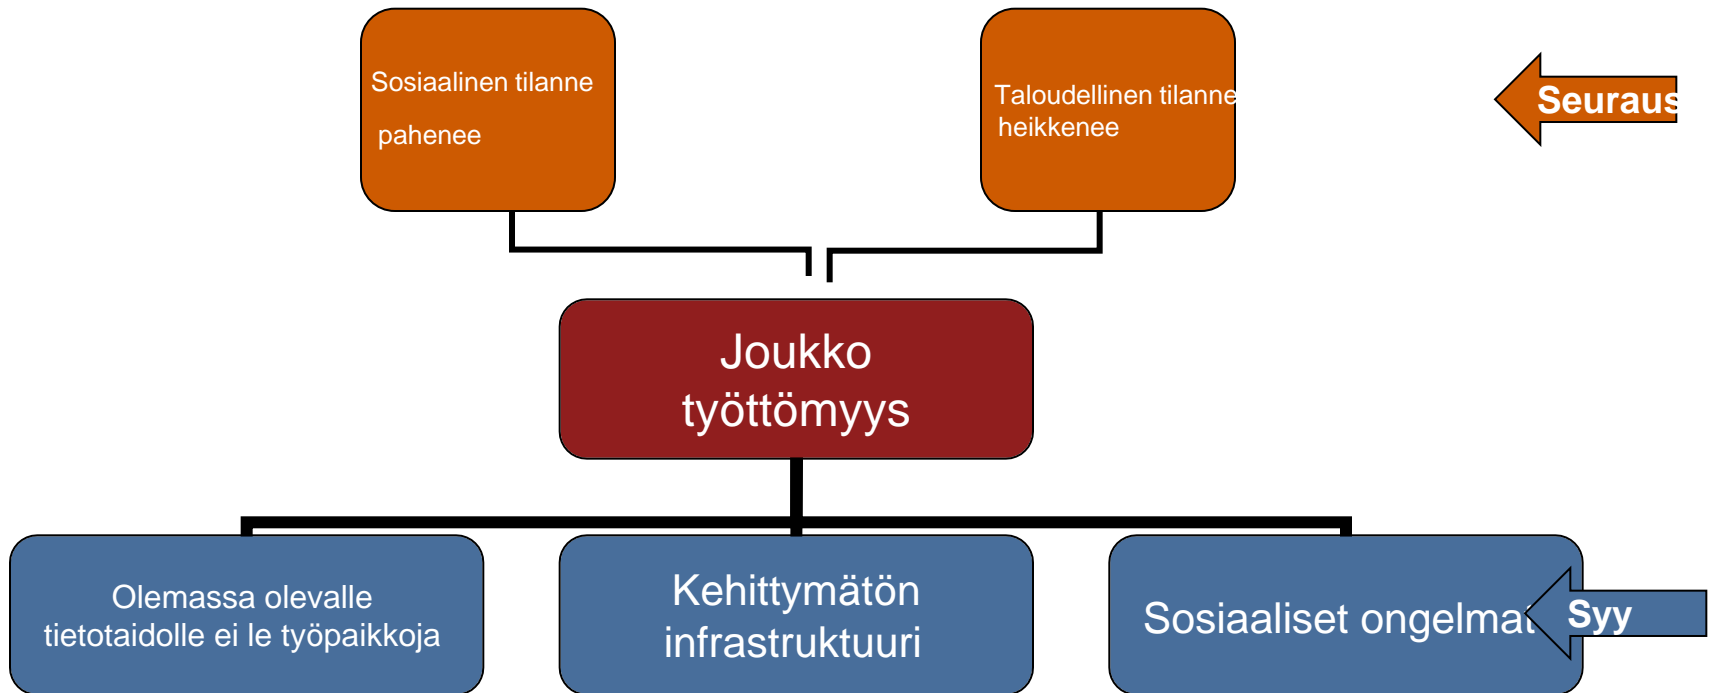 Sosiaalinen tilanne
pahenee
Taloudellinen tilanne
heikkenee
Seuraus
Joukko
työttömyys
Olemassa olevalle
tietotaidolle ei le työpaikkoja
Kehittymätön
infrastruktuuri
Sosiaaliset ongelmat
Syy